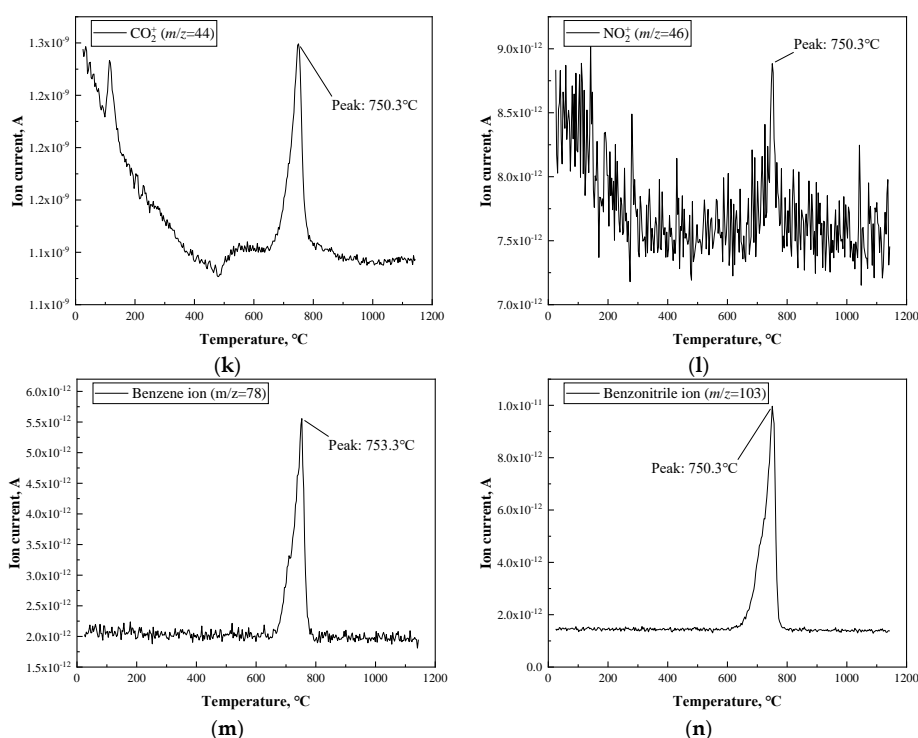 CO₂⁺ (m/z=44)
Peak: 750.3℃
Ion current, A
1.3x10⁻⁹
1.2x10⁻⁹
1.2x10⁻⁹
1.2x10⁻⁹
1.1x10⁻⁹
1.1x10⁻⁹
0 200 400 600 800 1000 1200
Temperature, ℃
(k)
NO₂⁺ (m/z=46)
Peak: 750.3℃
Ion current, A
9.0x10⁻¹²
8.5x10⁻¹²
8.0x10⁻¹²
7.5x10⁻¹²
7.0x10⁻¹²
0 200 400 600 800 1000 1200
Temperature, ℃
(l)
Benzene ion (m/z=78)
Peak: 753.3℃
Ion current, A
6.0x10⁻¹²
5.5x10⁻¹²
5.0x10⁻¹²
4.5x10⁻¹²
4.0x10⁻¹²
3.5x10⁻¹²
3.0x10⁻¹²
2.5x10⁻¹²
2.0x10⁻¹²
1.5x10⁻¹²
0 200 400 600 800 1000 1200
Temperature, ℃
(m)
Benzonitrile ion (m/z=103)
Peak: 750.3℃
Ion current, A
1.0x10⁻¹¹
8.0x10⁻¹²
6.0x10⁻¹²
4.0x10⁻¹²
2.0x10⁻¹²
0.0
0 200 400 600 800 1000 1200
Temperature, ℃
(n)